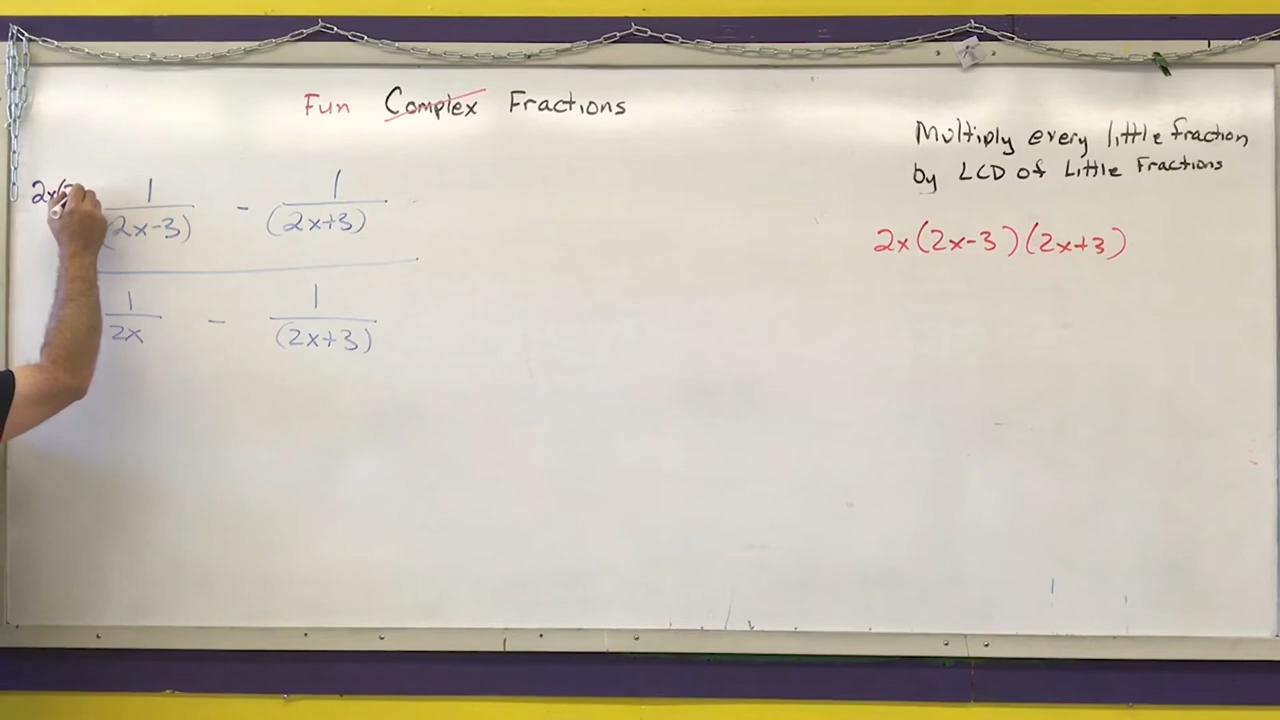 Fun Complex Fractions
Multiply every little fraction
by LCD of Little Fractions
2x(2x-3)(2x+3)
2x(
1 - 1
(2x-3) (2x+3)
1 - 1
2x (2x+3)